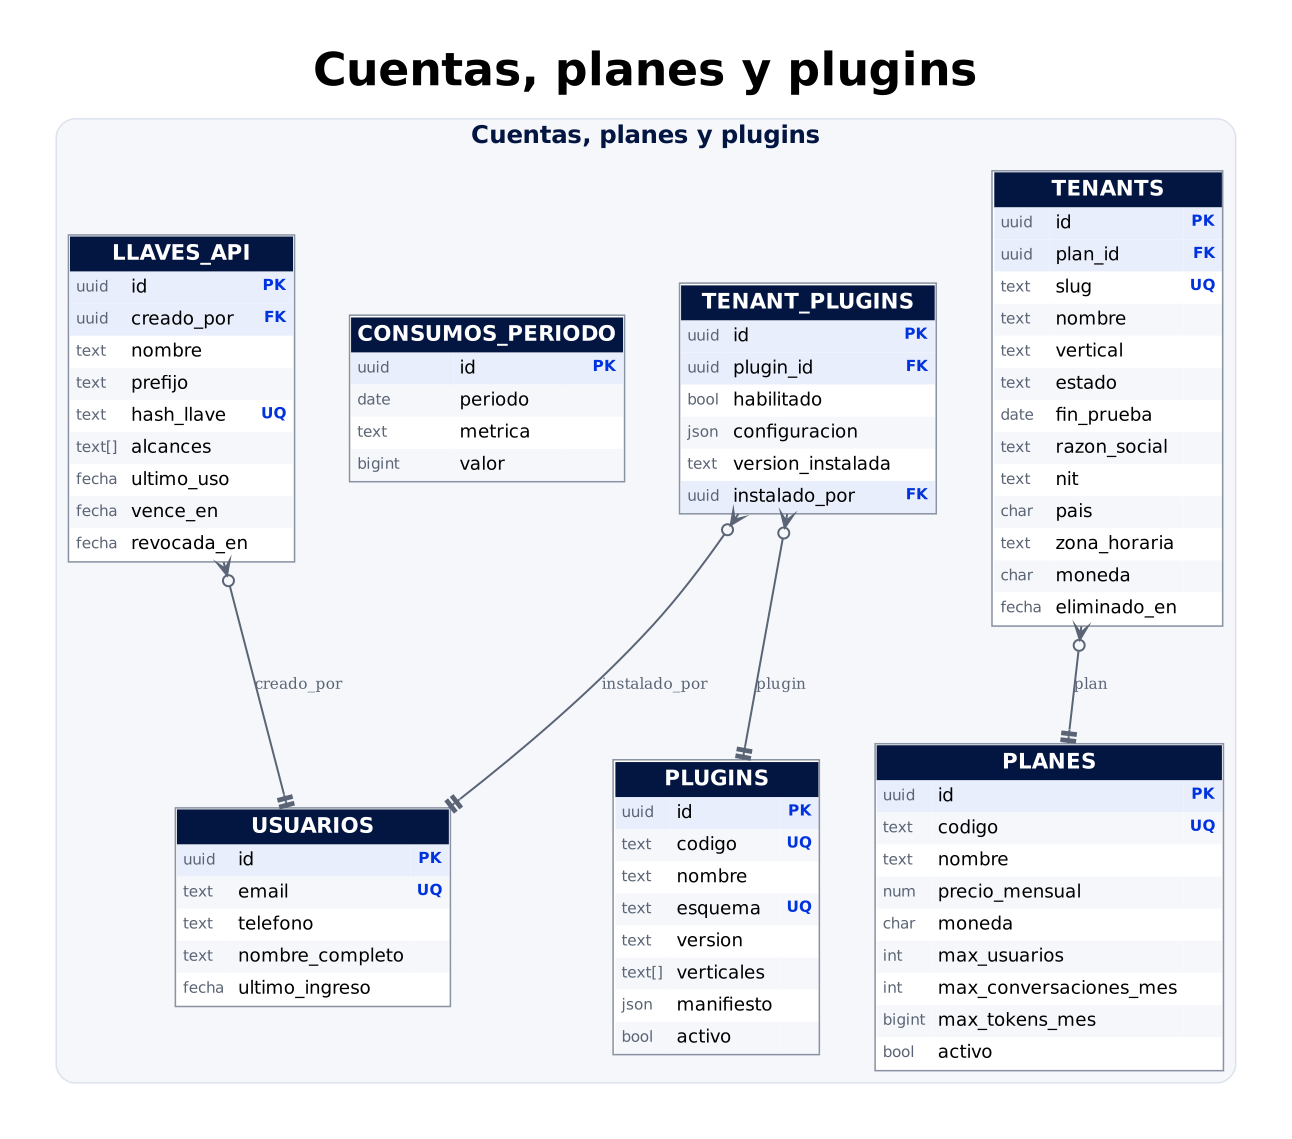 Cuentas, planes y plugins
Cuentas, planes y plugins
LLAVES_API
uuid id PK
uuid creado_por FK
text nombre
text prefijo
text hash_llave UQ
text[] alcances
fecha ultimo_uso
fecha vence_en
fecha revocada_en
CONSUMOS_PERIODO
uuid id PK
date periodo
text metrica
bigint valor
TENANT_PLUGINS
uuid id PK
uuid plugin_id FK
bool habilitado
json configuracion
text version_instalada
uuid instalado_por FK
TENANTS
uuid id PK
uuid plan_id FK
text slug UQ
text nombre
text vertical
text estado
date fin_prueba
text razon_social
text nit
char pais
text zona_horaria
char moneda
fecha eliminado_en
creado_por
instalado_por
plugin
plan
USUARIOS
uuid id PK
text email UQ
text telefono
text nombre_completo
fecha ultimo_ingreso
PLUGINS
uuid id PK
text codigo UQ
text nombre
text esquema UQ
text version
text[] verticales
json manifiesto
bool activo
PLANES
uuid id PK
text codigo UQ
text nombre
num precio_mensual
char moneda
int max_usuarios
int max_conversaciones_mes
bigint max_tokens_mes
bool activo